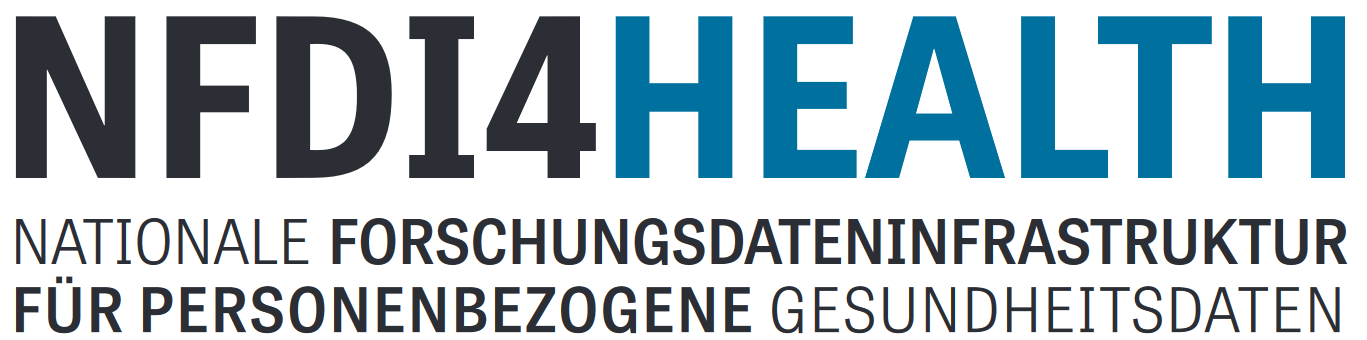 NFDI4HEALTH
NATIONALE FORSCHUNGSDATENINFRASTRUKTUR
FÜR PERSONENBEZOGENE GESUNDHEITSDATEN